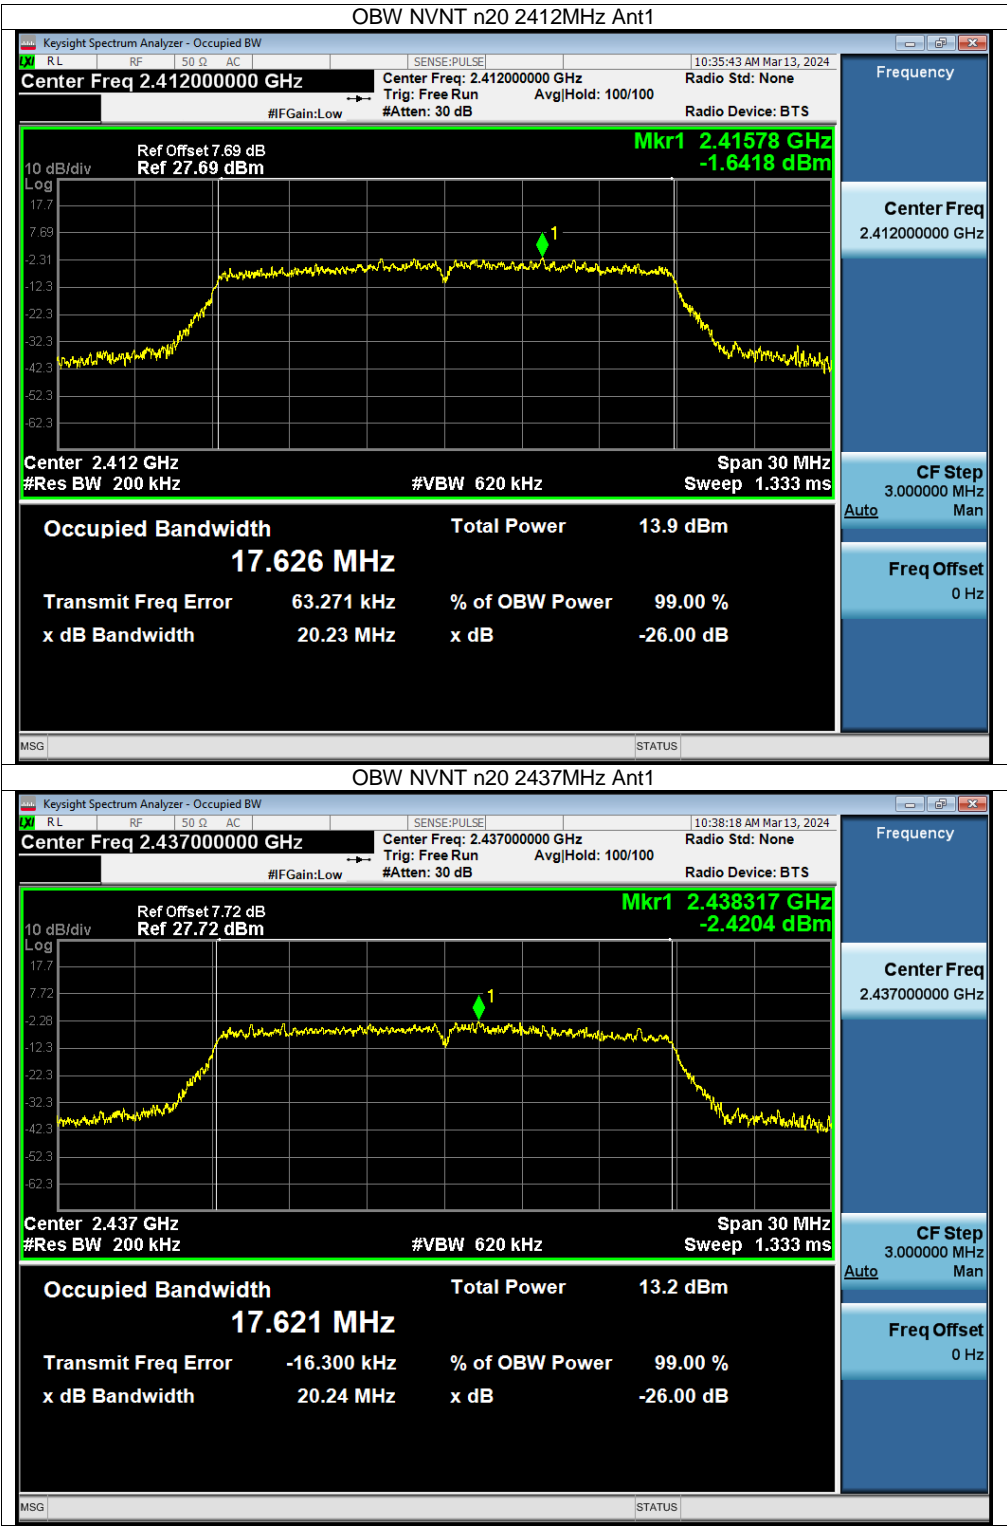 OBW NVNT n20 2412MHz Ant1
Keysight Spectrum Analyzer - Occupied BW
LXI RL RF 50 Ω AC SENSE:PULSE 10:35:43 AM Mar 13, 2024
Center Freq 2.412000000 GHz
Center Freq: 2.412000000 GHz
Radio Std: None
Trig: Free Run Avg|Hold: 100/100
#IFGain:Low #Atten: 30 dB Radio Device: BTS
Frequency
Mkr1 2.41578 GHz
-1.6418 dBm
Ref Offset 7.69 dB
10 dB/div Ref 27.69 dBm
Log
17.7
7.69
-2.31
-12.3
-22.3
-32.3
-42.3
-52.3
-62.3
1
Center Freq
2.412000000 GHz
Center 2.412 GHz Span 30 MHz
#Res BW 200 kHz #VBW 620 kHz Sweep 1.333 ms
CF Step
3.000000 MHz
Auto Man
Occupied Bandwidth Total Power 13.9 dBm
17.626 MHz
Transmit Freq Error 63.271 kHz % of OBW Power 99.00 %
x dB Bandwidth 20.23 MHz x dB -26.00 dB
Freq Offset
0 Hz
MSG STATUS
OBW NVNT n20 2437MHz Ant1
Keysight Spectrum Analyzer - Occupied BW
LXI RL RF 50 Ω AC SENSE:PULSE 10:38:18 AM Mar 13, 2024
Center Freq 2.437000000 GHz
Center Freq: 2.437000000 GHz
Radio Std: None
Trig: Free Run Avg|Hold: 100/100
#IFGain:Low #Atten: 30 dB Radio Device: BTS
Frequency
Mkr1 2.438317 GHz
-2.4204 dBm
Ref Offset 7.72 dB
10 dB/div Ref 27.72 dBm
Log
17.7
7.72
-2.28
-12.3
-22.3
-32.3
-42.3
-52.3
-62.3
1
Center Freq
2.437000000 GHz
Center 2.437 GHz Span 30 MHz
#Res BW 200 kHz #VBW 620 kHz Sweep 1.333 ms
CF Step
3.000000 MHz
Auto Man
Occupied Bandwidth Total Power 13.2 dBm
17.621 MHz
Transmit Freq Error -16.300 kHz % of OBW Power 99.00 %
x dB Bandwidth 20.24 MHz x dB -26.00 dB
Freq Offset
0 Hz
MSG STATUS